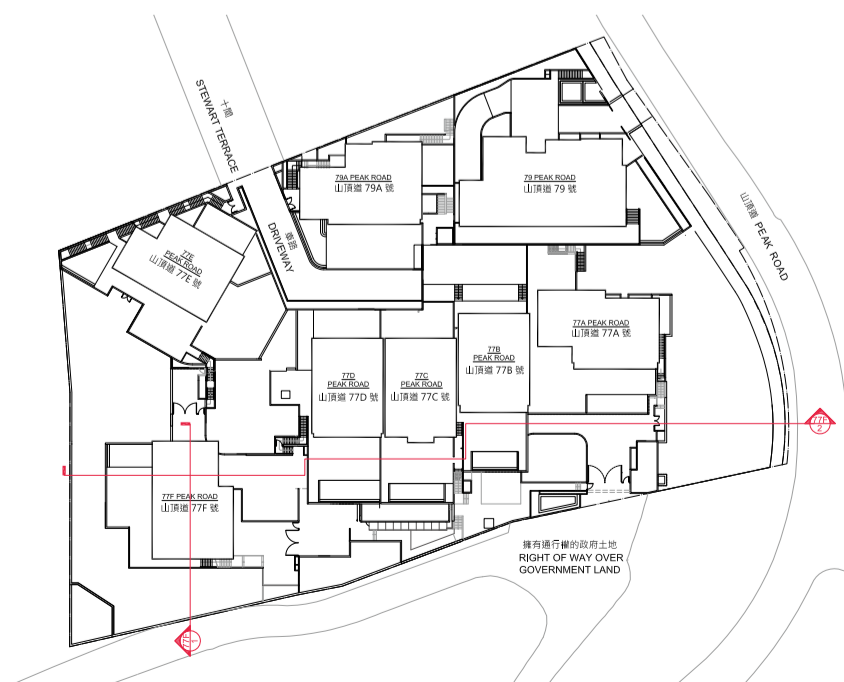 十間
STEWART TERRACE
79A PEAK ROAD
山頂道 79A 號
79 PEAK ROAD
山頂道 79 號
山頂道 PEAK ROAD
車路
DRIVEWAY
77E
PEAK ROAD
山頂道 77E 號
77A PEAK ROAD
山頂道 77A 號
77B
PEAK ROAD
山頂道 77B 號
77D
PEAK ROAD
山頂道 77D 號
77C
PEAK ROAD
山頂道 77C 號
77F
2
77F PEAK ROAD
山頂道 77F 號
擁有通行權的政府土地
RIGHT OF WAY OVER
GOVERNMENT LAND
77F
1